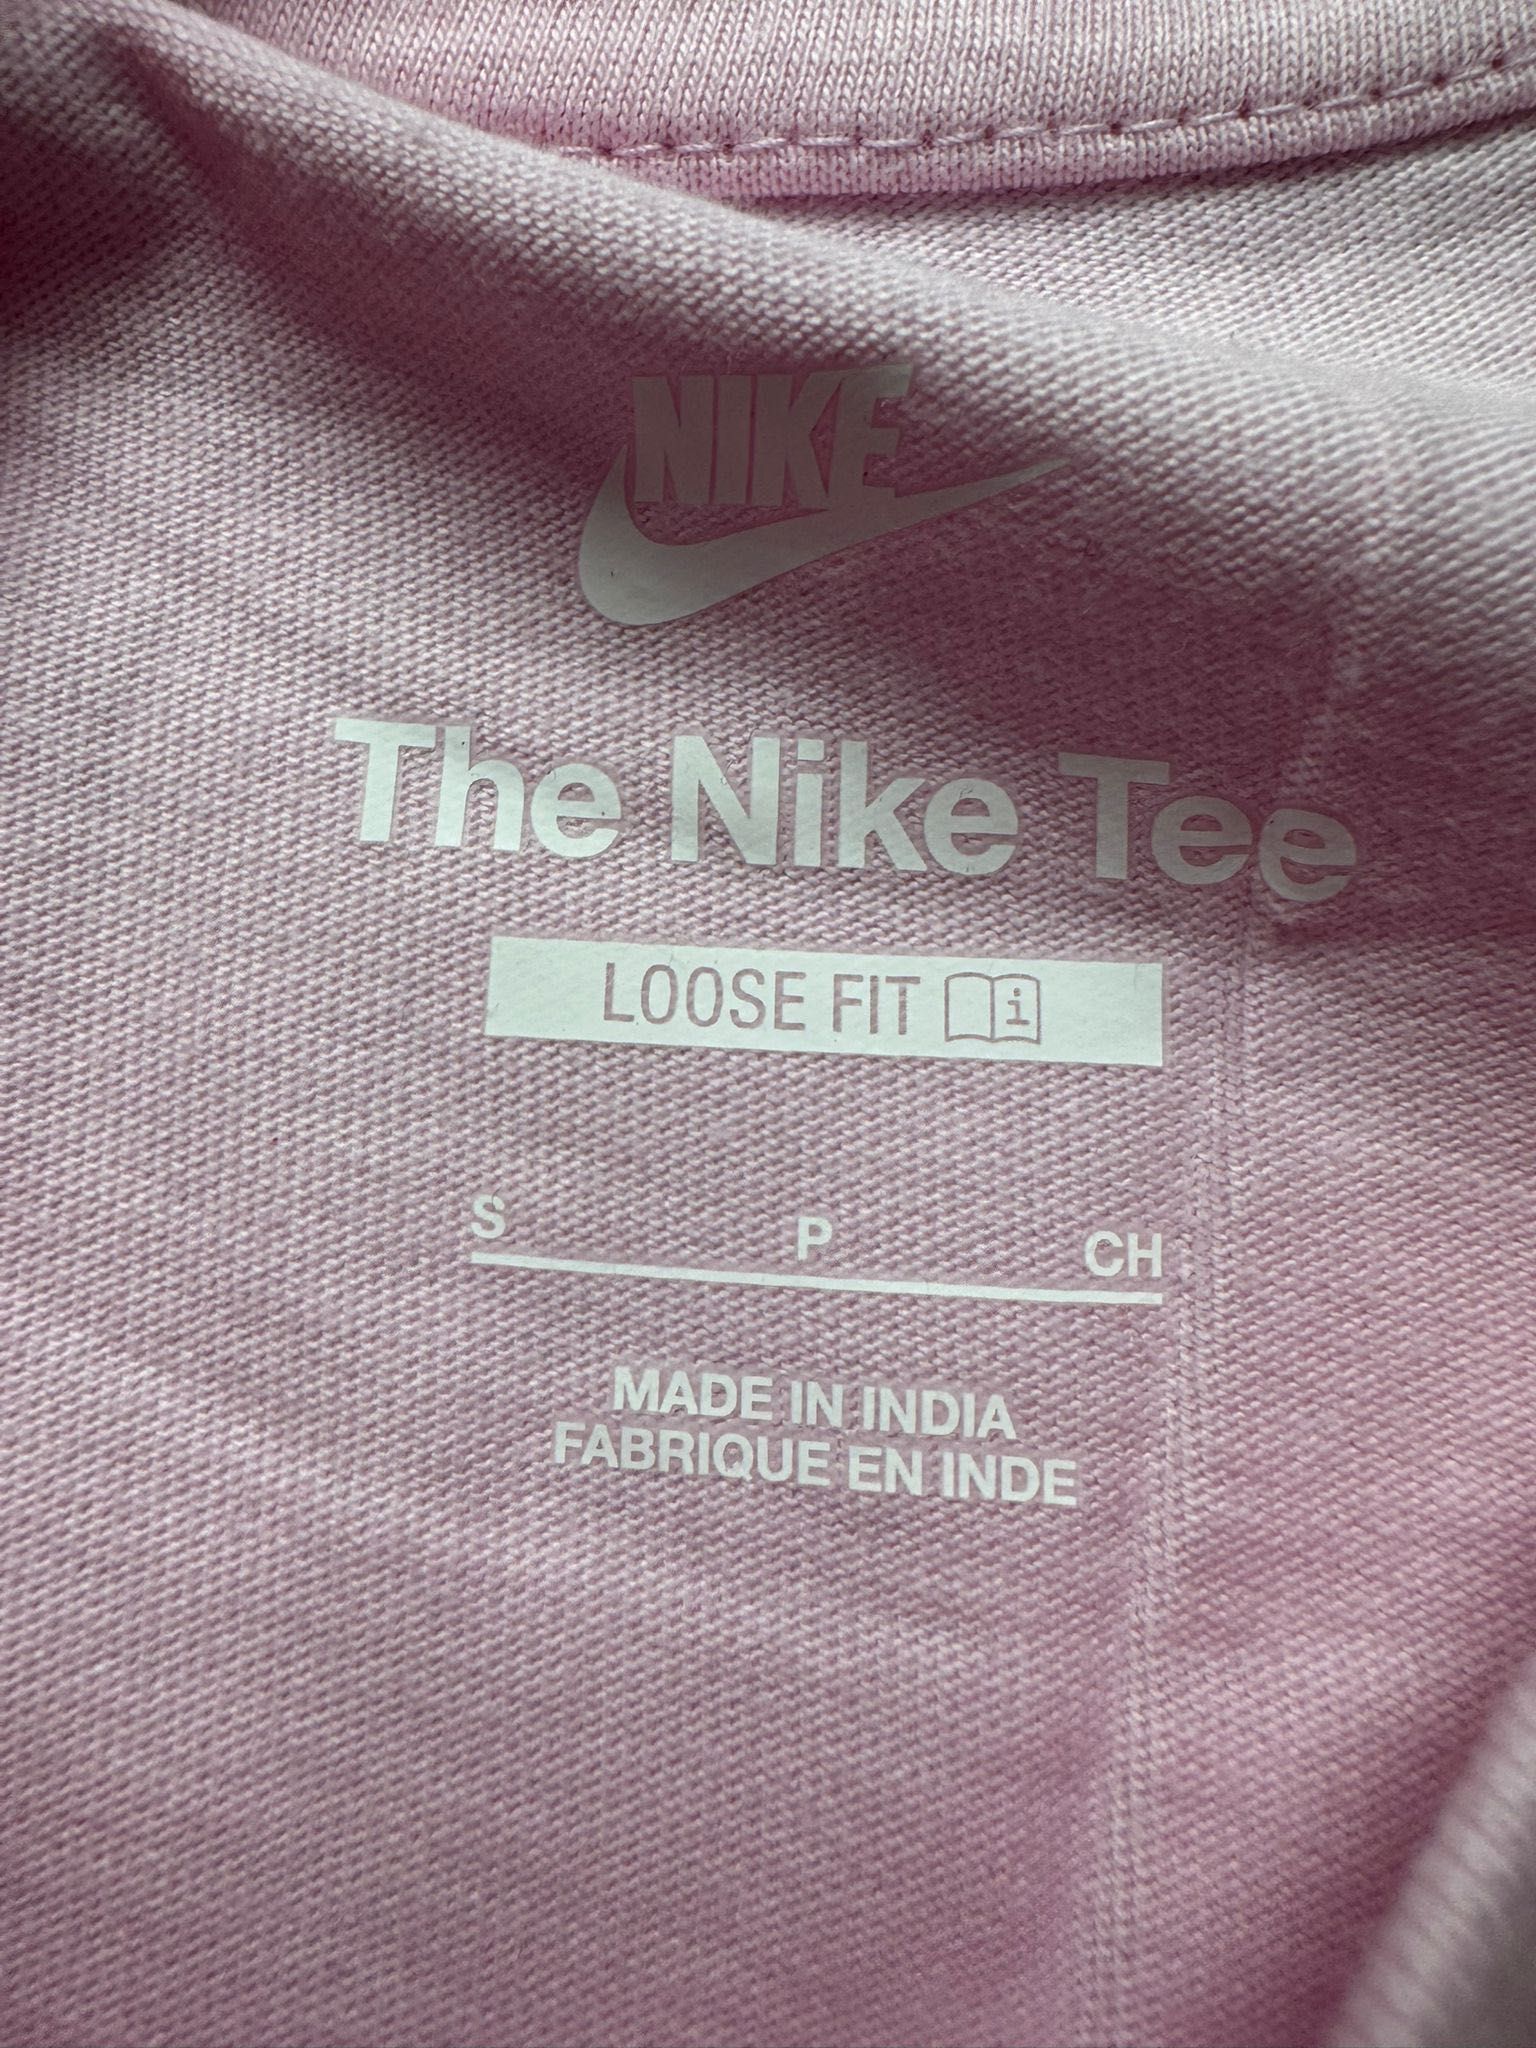 NIKE
The Nike Tee
LOOSE FIT i
S P CH
MADE IN INDIA
FABRIQUE EN INDE